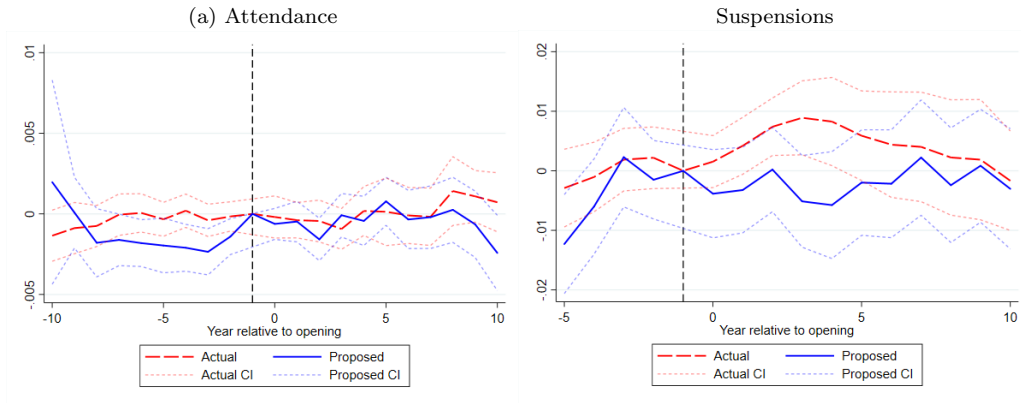 (a) Attendance
.01
.005
0
-.005
-10
-5
0
5
10
Year relative to opening
Actual
Proposed
Actual CI
Proposed CI
Suspensions
.02
.01
0
-.01
-.02
-5
0
5
10
Year relative to opening
Actual
Proposed
Actual CI
Proposed CI